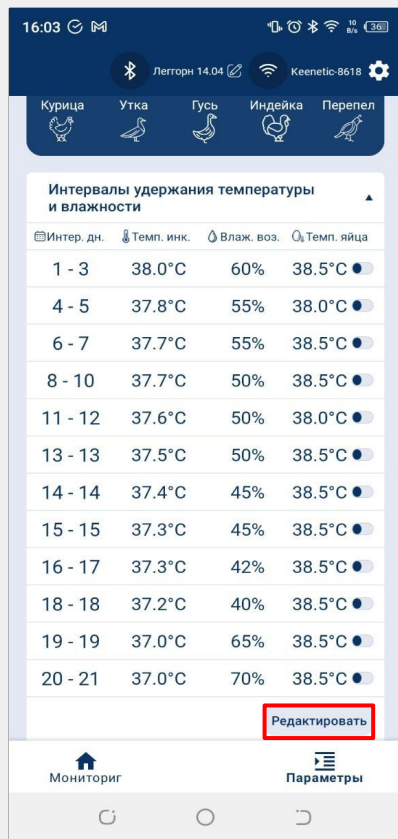 16:03 10 B/s 36
Леггорн 14.04 Keenetic-8618
Курица Утка Гусь Индейка Перепел
Интервалы удержания температуры
и влажности
Интер. дн. Темп. инк. Влаж. воз. Темп. яйца
1 - 3 38.0°C 60% 38.5°C
4 - 5 37.8°C 55% 38.0°C
6 - 7 37.7°C 55% 38.5°C
8 - 10 37.7°C 50% 38.5°C
11 - 12 37.6°C 50% 38.0°C
13 - 13 37.5°C 50% 38.5°C
14 - 14 37.4°C 45% 38.5°C
15 - 15 37.3°C 45% 38.5°C
16 - 17 37.3°C 42% 38.5°C
18 - 18 37.2°C 40% 38.5°C
19 - 19 37.0°C 65% 38.5°C
20 - 21 37.0°C 70% 38.5°C
Редактировать
Мониториг Параметры